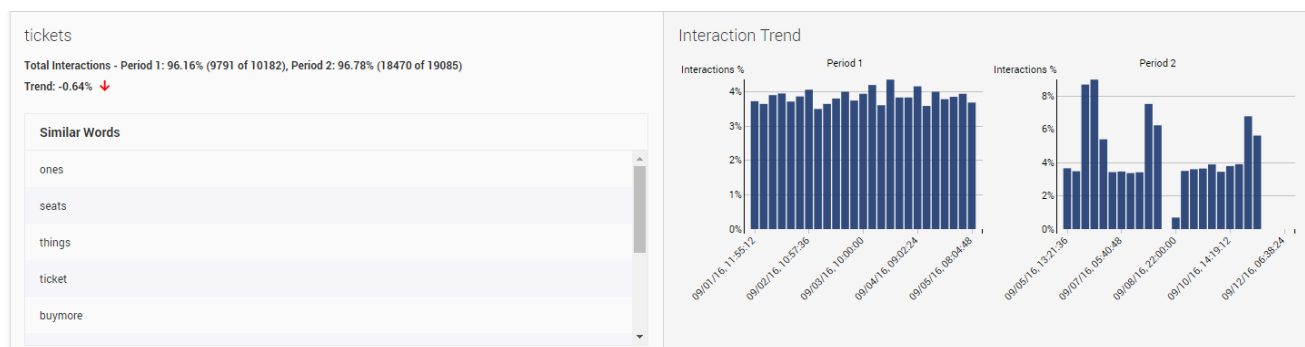 tickets
Total Interactions - Period 1: 96.16% (9791 of 10182), Period 2: 96.78% (18470 of 19085)
Trend: -0.64%
Similar Words
ones
seats
things
ticket
buymore
Interaction Trend
Interactions %
Period 1
4%
3%
2%
1%
0%
09/01/16, 11:55:12
09/02/16, 10:57:36
09/03/16, 10:00:00
09/04/16, 09:02:24
09/05/16, 08:04:48
Interactions %
Period 2
8%
6%
4%
2%
0%
09/05/16, 13:21:36
09/07/16, 05:40:48
09/08/16, 22:00:00
09/10/16, 14:19:12
09/12/16, 06:38:24